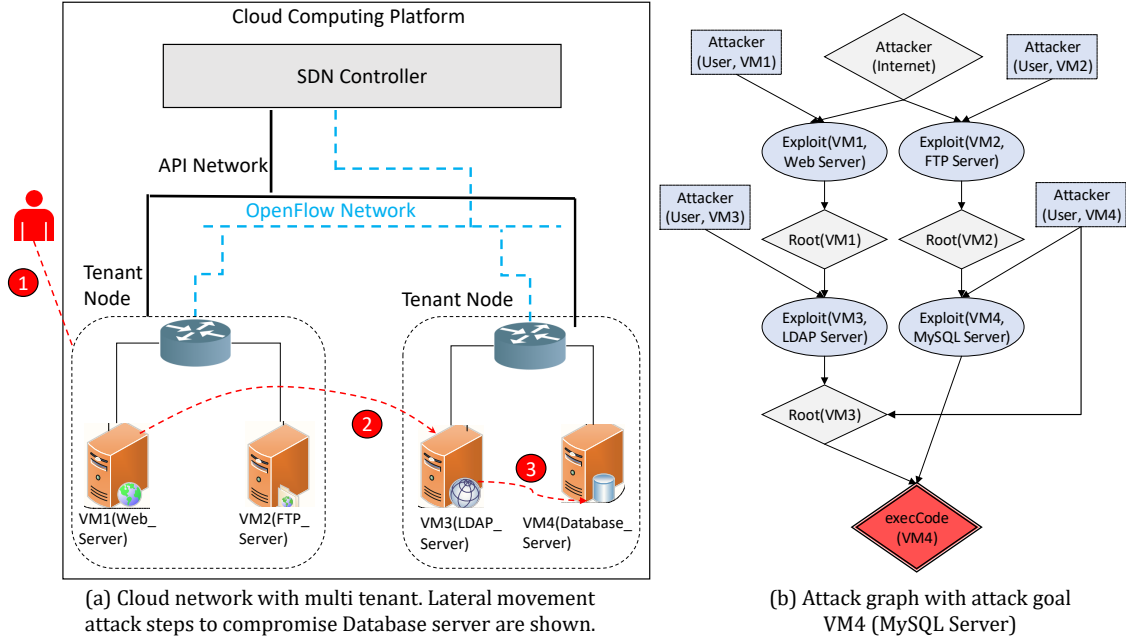 Cloud Computing Platform
SDN Controller
API Network
OpenFlow Network
1
Tenant
Node
Tenant Node
2
3
VM1(Web_
Server)
VM2(FTP_
Server)
VM3(LDAP_
Server)
VM4(Database_
Server)
(a) Cloud network with multi tenant. Lateral movement
attack steps to compromise Database server are shown.
Attacker
(User, VM1)
Attacker
(Internet)
Attacker
(User, VM2)
Exploit(VM1,
Web Server)
Exploit(VM2,
FTP Server)
Attacker
(User, VM3)
Attacker
(User, VM4)
Root(VM1)
Root(VM2)
Exploit(VM3,
LDAP Server)
Exploit(VM4,
MySQL Server)
Root(VM3)
execCode
(VM4)
(b) Attack graph with attack goal
VM4 (MySQL Server)